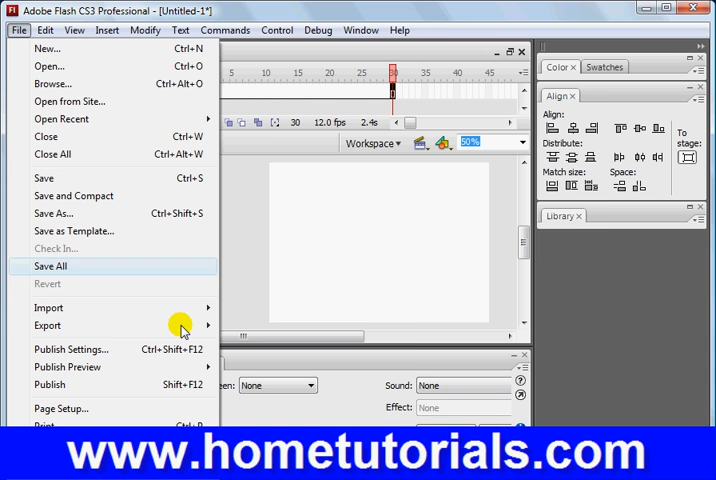 Adobe Flash CS3 Professional - [Untitled-1*]
File Edit View Insert Modify Text Commands Control Debug Window Help
New... Ctrl+N
Open... Ctrl+O
Browse... Ctrl+Alt+O
Open from Site...
Open Recent
Close Ctrl+W
Close All Ctrl+Alt+W
Save Ctrl+S
Save and Compact
Save As... Ctrl+Shift+S
Save as Template...
Check In...
Save All
Revert
Import
Export
Publish Settings... Ctrl+Shift+F12
Publish Preview
Publish Shift+F12
Page Setup...
Print... Ctrl+P
5 10 15 20 25 30 35 40 45
30 12.0 fps 2.4s
Workspace 50%
None Sound: None
Effect: None
Color Swatches
Align
Align:
To stage:
Distribute:
Match size: Space:
Library
www.hometutorials.com